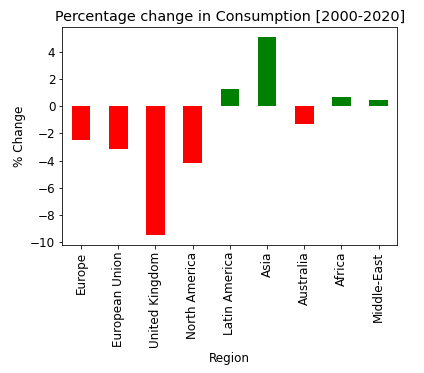 Percentage change in Consumption [2000-2020]
% Change
4
2
0
−2
−4
−6
−8
−10
Europe
European Union
United Kingdom
North America
Latin America
Asia
Australia
Africa
Middle-East
Region